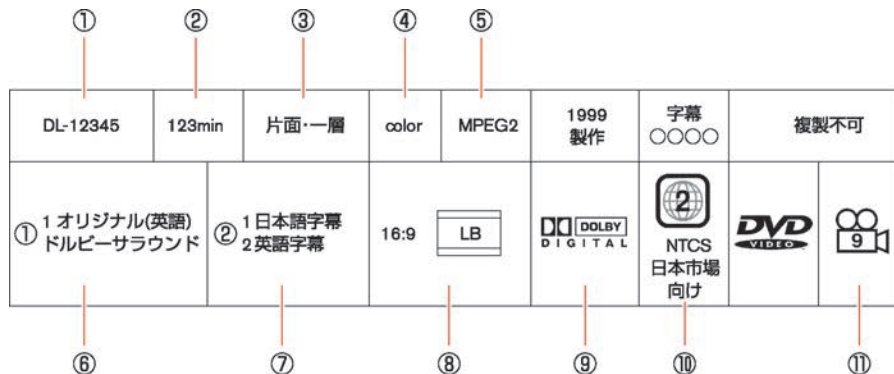 ① ② ③ ④ ⑤
DL-12345
123min
片面・一層
color
MPEG2
1999
製作
字幕
○○○○
複製不可
① 1 オリジナル(英語)
ドルビーサラウンド
② 1 日本語字幕
2 英語字幕
16:9
LB
DOLBY
DIGITAL
2
NTCS
日本市場
向け
DVD
VIDEO
9
⑥ ⑦ ⑧ ⑨ ⑩ ⑪